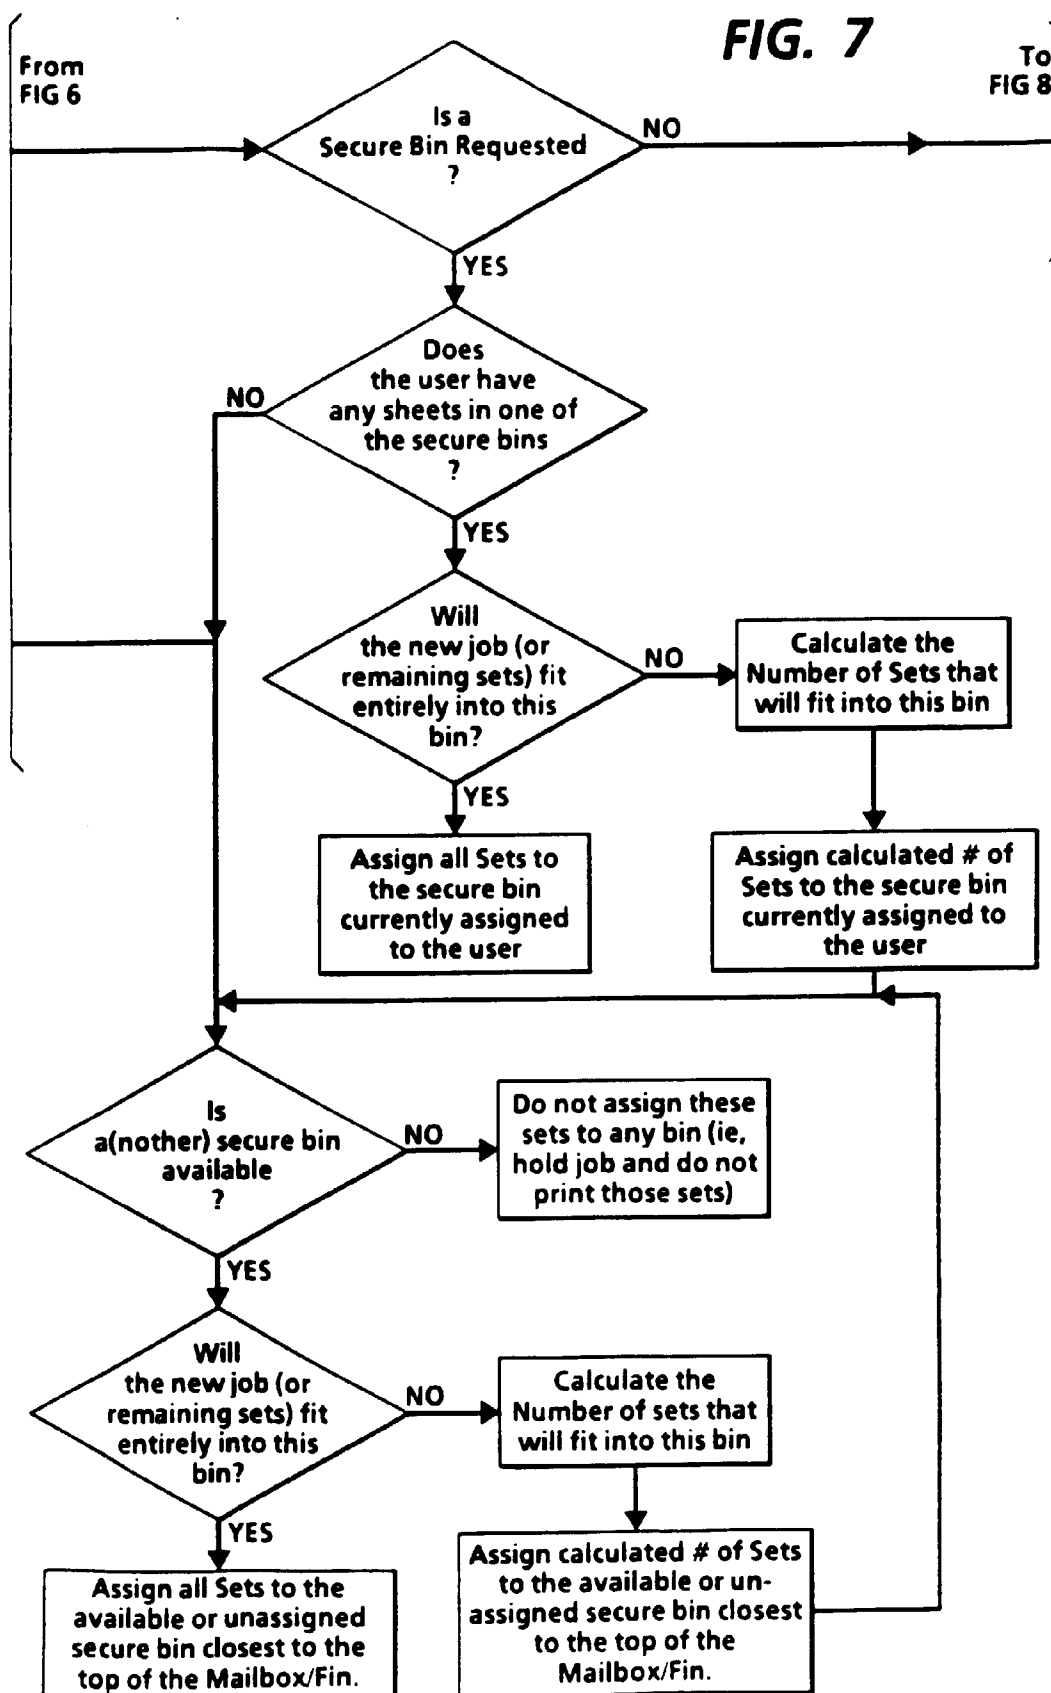 FIG. 7
From
FIG 6
To
FIG 8
Is a
Secure Bin Requested
?
NO
YES
Does
the user have
any sheets in one of
the secure bins
?
NO
YES
Will
the new job (or
remaining sets) fit
entirely into this
bin?
NO
Calculate the
Number of Sets that
will fit into this bin
YES
Assign all Sets to
the secure bin
currently assigned
to the user
Assign calculated # of
Sets to the secure bin
currently assigned to
the user
Is
a(nother) secure bin
available
?
NO
Do not assign these
sets to any bin (ie,
hold job and do not
print those sets)
YES
Will
the new job (or
remaining sets) fit
entirely into this
bin?
NO
Calculate the
Number of sets that
will fit into this bin
YES
Assign all Sets to the
available or unassigned
secure bin closest to the
top of the Mailbox/Fin.
Assign calculated # of Sets
to the available or un-
assigned secure bin closest
to the top of the
Mailbox/Fin.